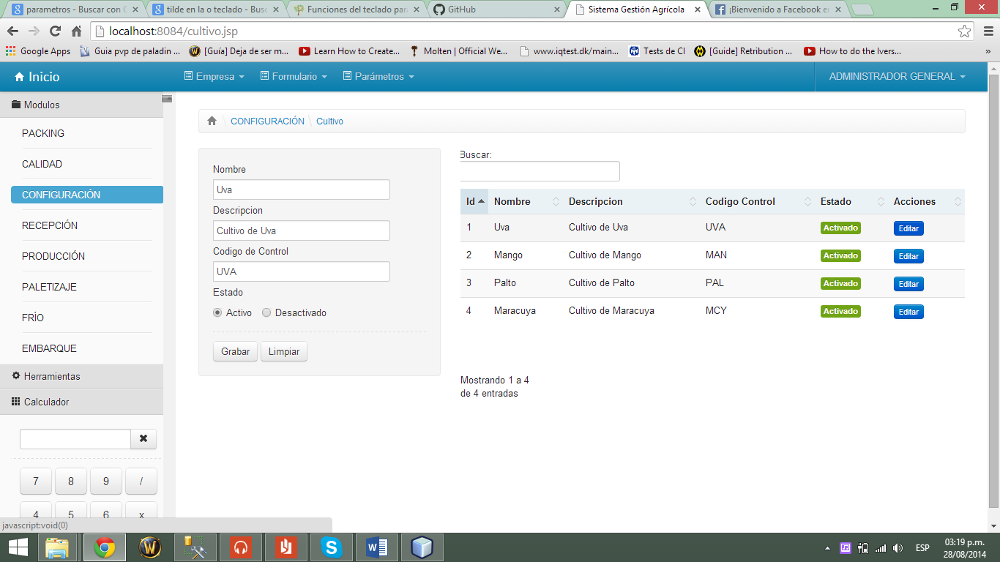 parametros - Buscar con G
tilde en la o teclado - Bus
Funciones del teclado par
GitHub
Sistema Gestión Agrícola
¡Bienvenido a Facebook e
localhost:8084/cultivo.jsp
Google Apps
Guia pvp de paladin ...
[Guía] Deja de ser m...
Learn How to Create...
Molten | Official We...
www.iqtest.dk/main...
Tests de CI
[Guide] Retribution ...
How to do the Ivers...
»
Inicio
Empresa
Formulario
Parámetros
ADMINISTRADOR GENERAL
Modulos
PACKING
CALIDAD
CONFIGURACIÓN
RECEPCIÓN
PRODUCCIÓN
PALETIZAJE
FRÍO
EMBARQUE
Herramientas
Calculador
7 8 9 /
4 5 6 x
javascript:void(0)
CONFIGURACIÓN \ Cultivo
Nombre
Uva
Descripcion
Cultivo de Uva
Codigo de Control
UVA
Estado
Activo Desactivado
Grabar Limpiar
Buscar:
Id Nombre Descripcion Codigo Control Estado Acciones
1 Uva Cultivo de Uva UVA Activado Editar
2 Mango Cultivo de Mango MAN Activado Editar
3 Palto Cultivo de Palto PAL Activado Editar
4 Maracuya Cultivo de Maracuya MCY Activado Editar
Mostrando 1 a 4
de 4 entradas
ESP
03:19 p.m.
28/08/2014